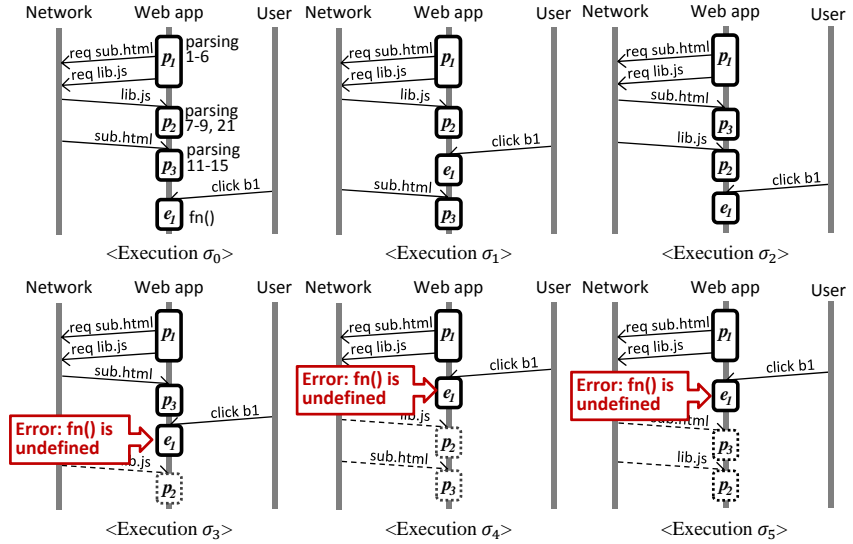 Network Web app User
req sub.html
req lib.js
p1
parsing
1-6
lib.js
p2
parsing
7-9, 21
sub.html
p3
parsing
11-15
click b1
e1
fn()
<Execution σ0>
Network Web app User
req sub.html
req lib.js
p1
lib.js
p2
click b1
e1
sub.html
p3
<Execution σ1>
Network Web app User
req sub.html
req lib.js
p1
sub.html
p3
lib.js
p2
click b1
e1
<Execution σ2>
Network Web app User
req sub.html
req lib.js
p1
sub.html
p3
click b1
Error: fn() is
undefined
e1
lib.js
p2
<Execution σ3>
Network Web app User
req sub.html
req lib.js
p1
click b1
Error: fn() is
undefined
e1
lib.js
p2
sub.html
p3
<Execution σ4>
Network Web app User
req sub.html
req lib.js
p1
click b1
Error: fn() is
undefined
e1
sub.html
p3
lib.js
p2
<Execution σ5>